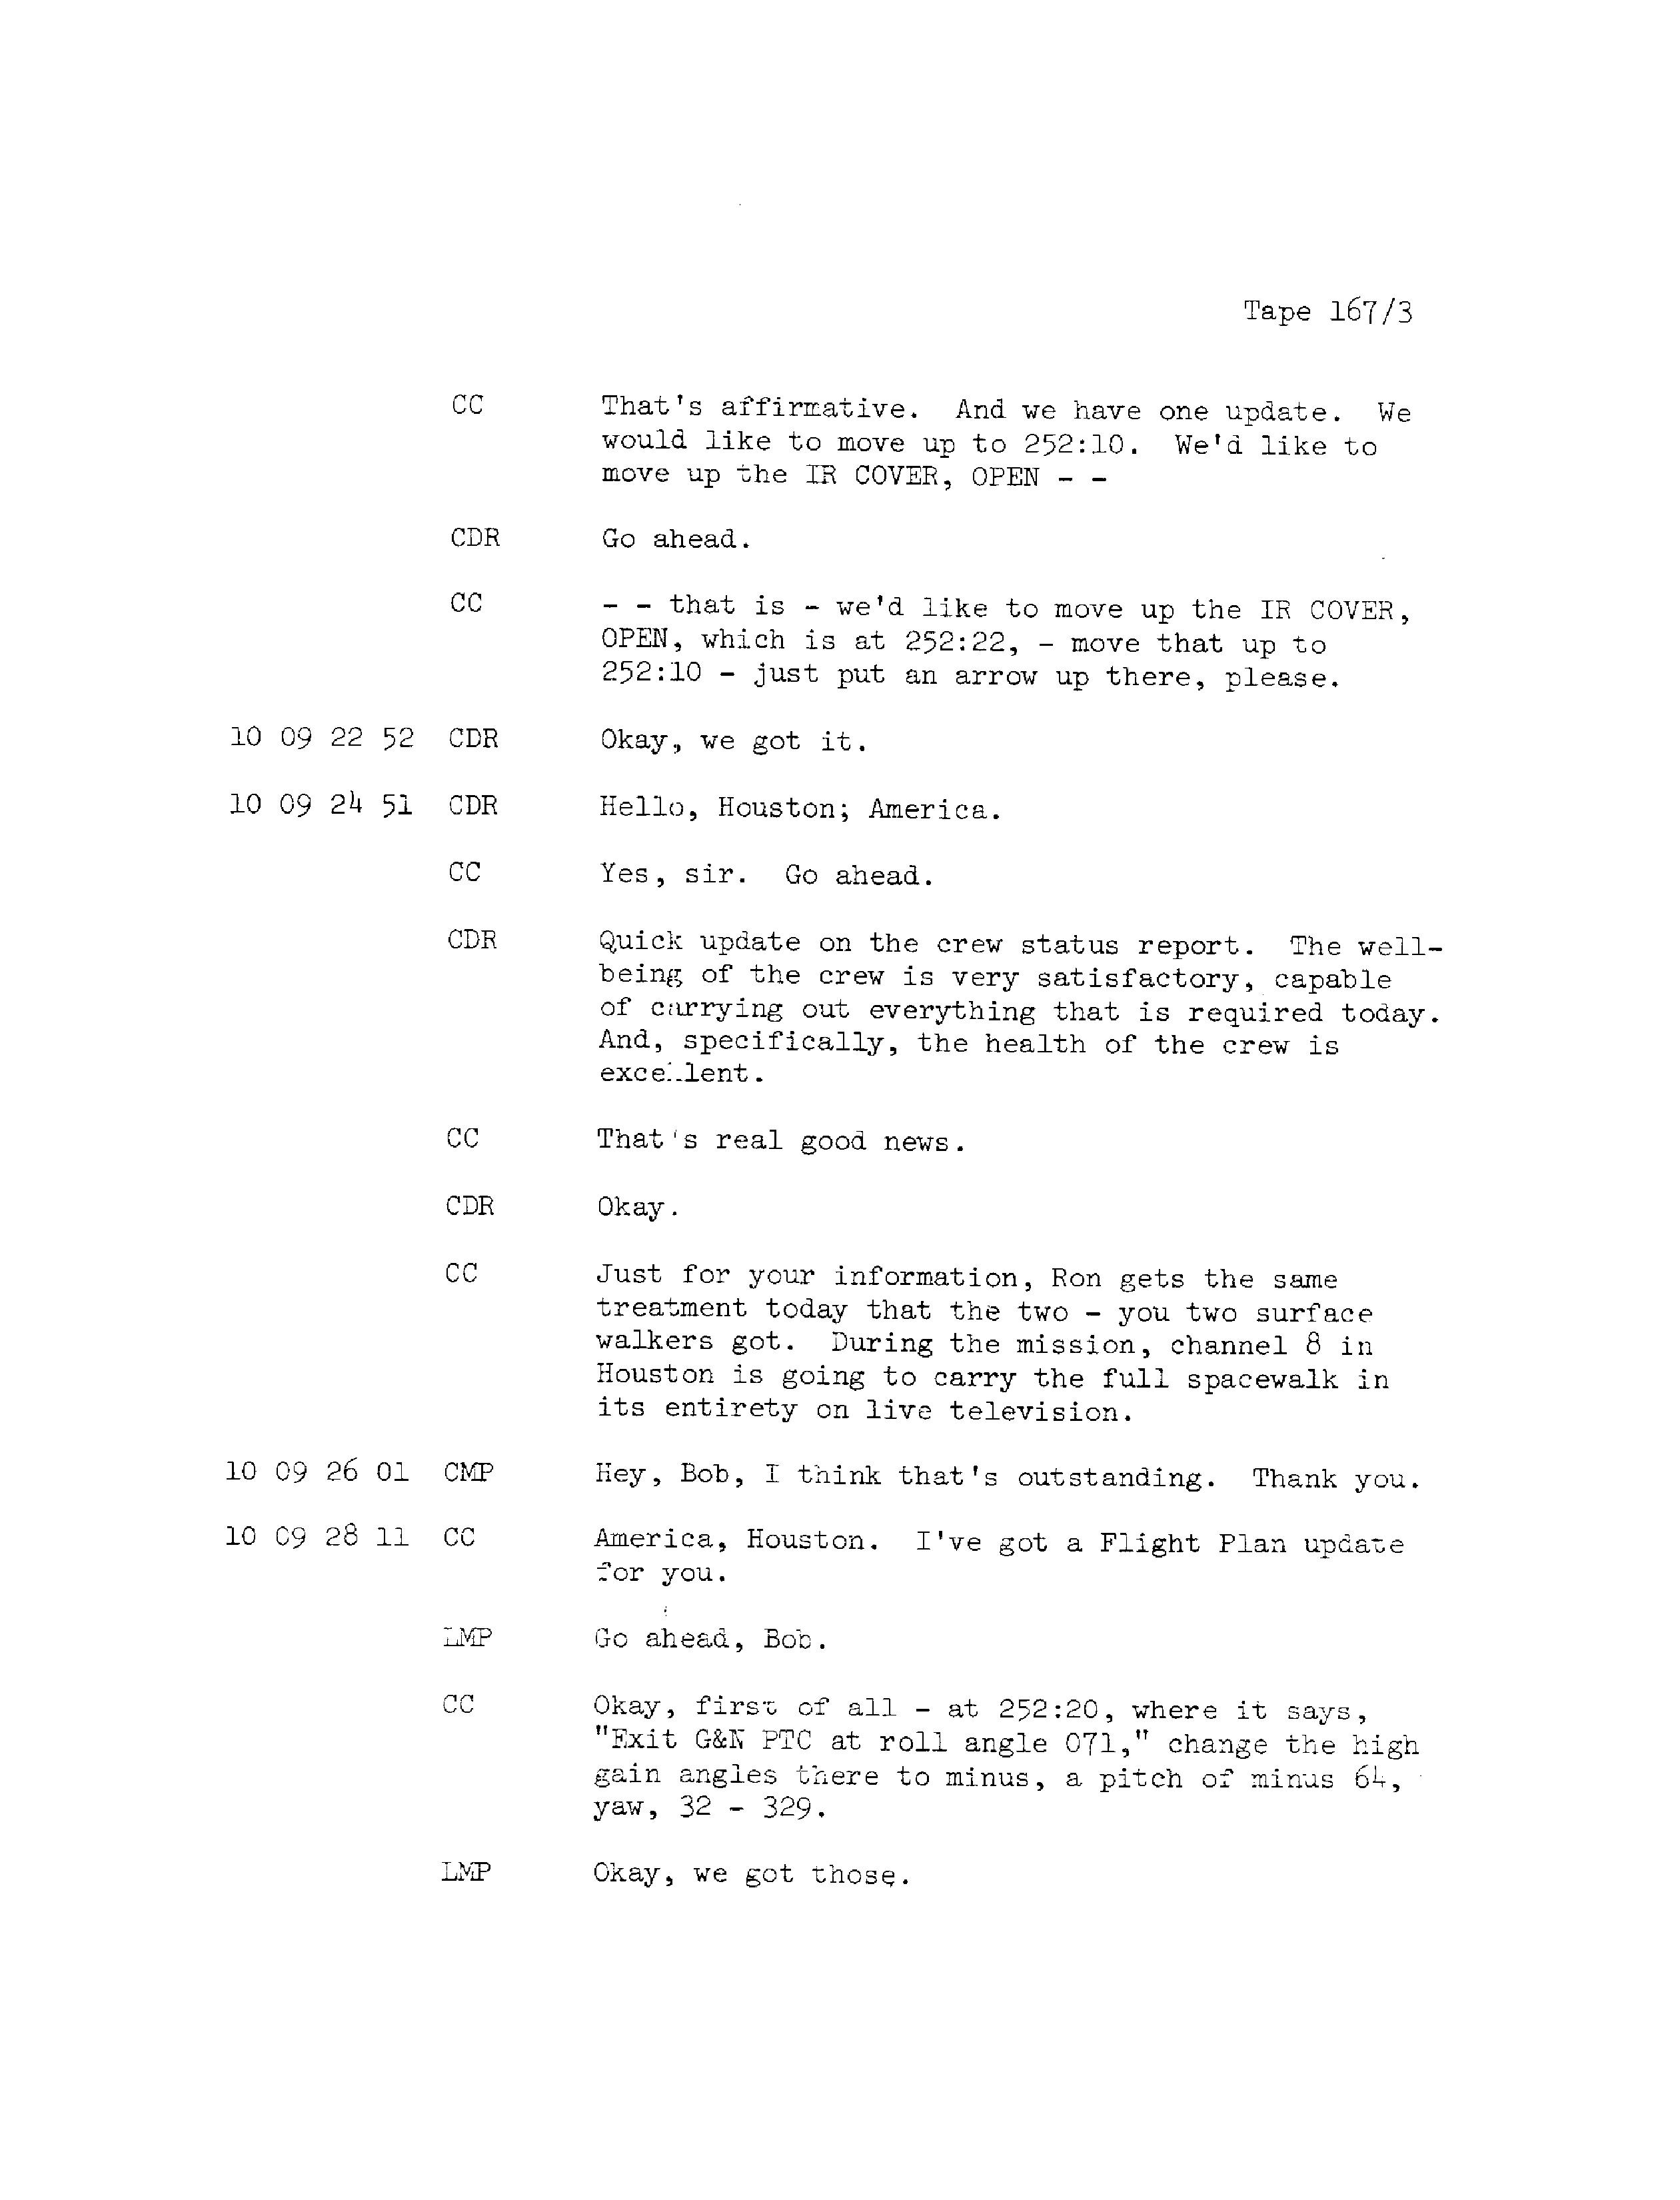 Tape 167/3
CC That's affirmative. And we have one update. We
would like to move up to 252:10. We'd like to
move up the IR COVER, OPEN - -
CDR Go ahead.
CC - - that is - we'd like to move up the IR COVER,
OPEN, which is at 252:22, - move that up to
252:10 - just put an arrow up there, please.
10 09 22 52 CDR Okay, we got it.
10 09 24 51 CDR Hello, Houston; America.
CC Yes, sir. Go ahead.
CDR Quick update on the crew status report. The well-
being of the crew is very satisfactory, capable
of carrying out everything that is required today.
And, specifically, the health of the crew is
excellent.
CC That's real good news.
CDR Okay.
CC Just for your information, Ron gets the same
treatment today that the two - you two surface
walkers got. During the mission, channel 8 in
Houston is going to carry the full spacewalk in
its entirety on live television.
10 09 26 01 CMP Hey, Bob, I think that's outstanding. Thank you.
10 09 28 11 CC America, Houston. I've got a Flight Plan update
for you.
LMP Go ahead, Bob.
CC Okay, first of all - at 252:20, where it says,
"Exit G&N PTC at roll angle 071," change the high
gain angles there to minus, a pitch of minus 64,
yaw, 32 - 329.
LMP Okay, we got those.